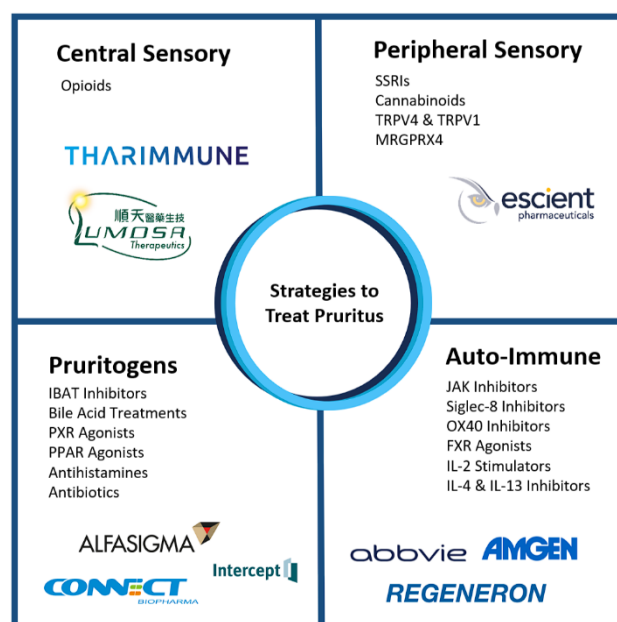 Central Sensory
Opioids
THARIMMUNE
順天醫藥生技
LUMOSA
Therapeutics
Peripheral Sensory
SSRIs
Cannabinoids
TRPV4 & TRPV1
MRGPRX4
escient
pharmaceuticals
Strategies to
Treat Pruritus
Pruritogens
IBAT Inhibitors
Bile Acid Treatments
PXR Agonists
PPAR Agonists
Antihistamines
Antibiotics
ALFASIGMA
Intercept
CONNECT
BIOPHARMA
Auto-Immune
JAK Inhibitors
Siglec-8 Inhibitors
OX40 Inhibitors
FXR Agonists
IL-2 Stimulators
IL-4 & IL-13 Inhibitors
abbvie AMGEN
REGENERON